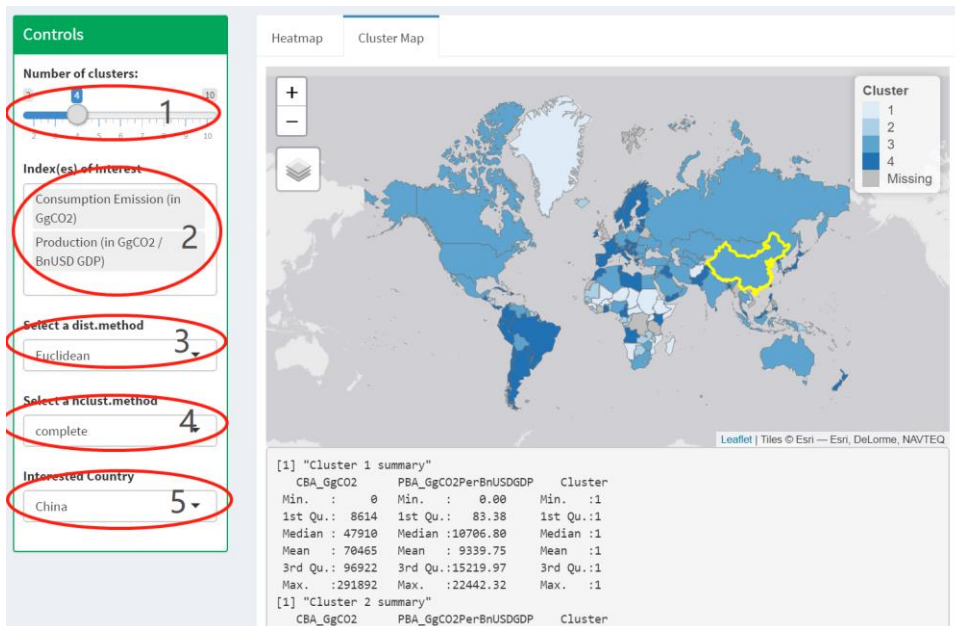 Controls
Number of clusters:
2 4 10
1
2 3 4 5 6 7 8 9 10
Index(es) of interest
Consumption Emission (in
GgCO2)
Production (in GgCO2 /
BnUSD GDP)
2
Select a dist.method
Euclidean
3
Select a hclust.method
complete
4
Interested Country
China
5
Heatmap Cluster Map
+
−
Cluster
1
2
3
4
Missing
Leaflet | Tiles © Esri — Esri, DeLorme, NAVTEQ
[1] "Cluster 1 summary"
CBA_GgCO2 PBA_GgCO2PerBnUSDGDP Cluster
Min. : 0 Min. : 0.00 Min. :1
1st Qu.: 8614 1st Qu.: 83.38 1st Qu.:1
Median : 47910 Median :10706.80 Median :1
Mean : 70465 Mean : 9339.75 Mean :1
3rd Qu.: 96922 3rd Qu.:15219.97 3rd Qu.:1
Max. :291892 Max. :22442.32 Max. :1
[1] "Cluster 2 summary"
CBA_GgCO2 PBA_GgCO2PerBnUSDGDP Cluster